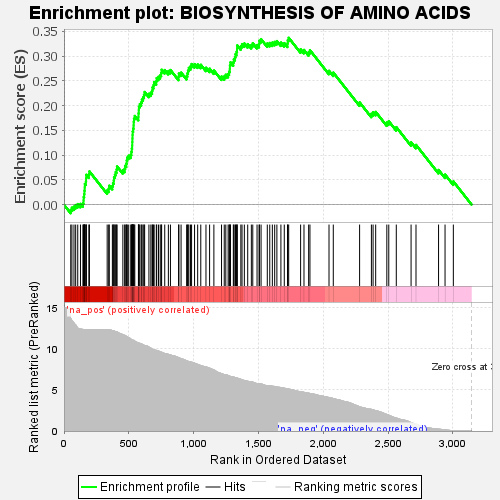 Enrichment plot: BIOSYNTHESIS OF AMINO ACIDS
Enrichment score (ES)
0.35
0.30
0.25
0.20
0.15
0.10
0.05
0.00
'na_pos' (positively correlated)
Ranked list metric (PreRanked)
15
10
5
0
Zero cross at 3
'na_neg' (negatively correlated)
0
500
1,000
1,500
2,000
2,500
3,000
Rank in Ordered Dataset
Enrichment profile
Hits
Ranking metric scores